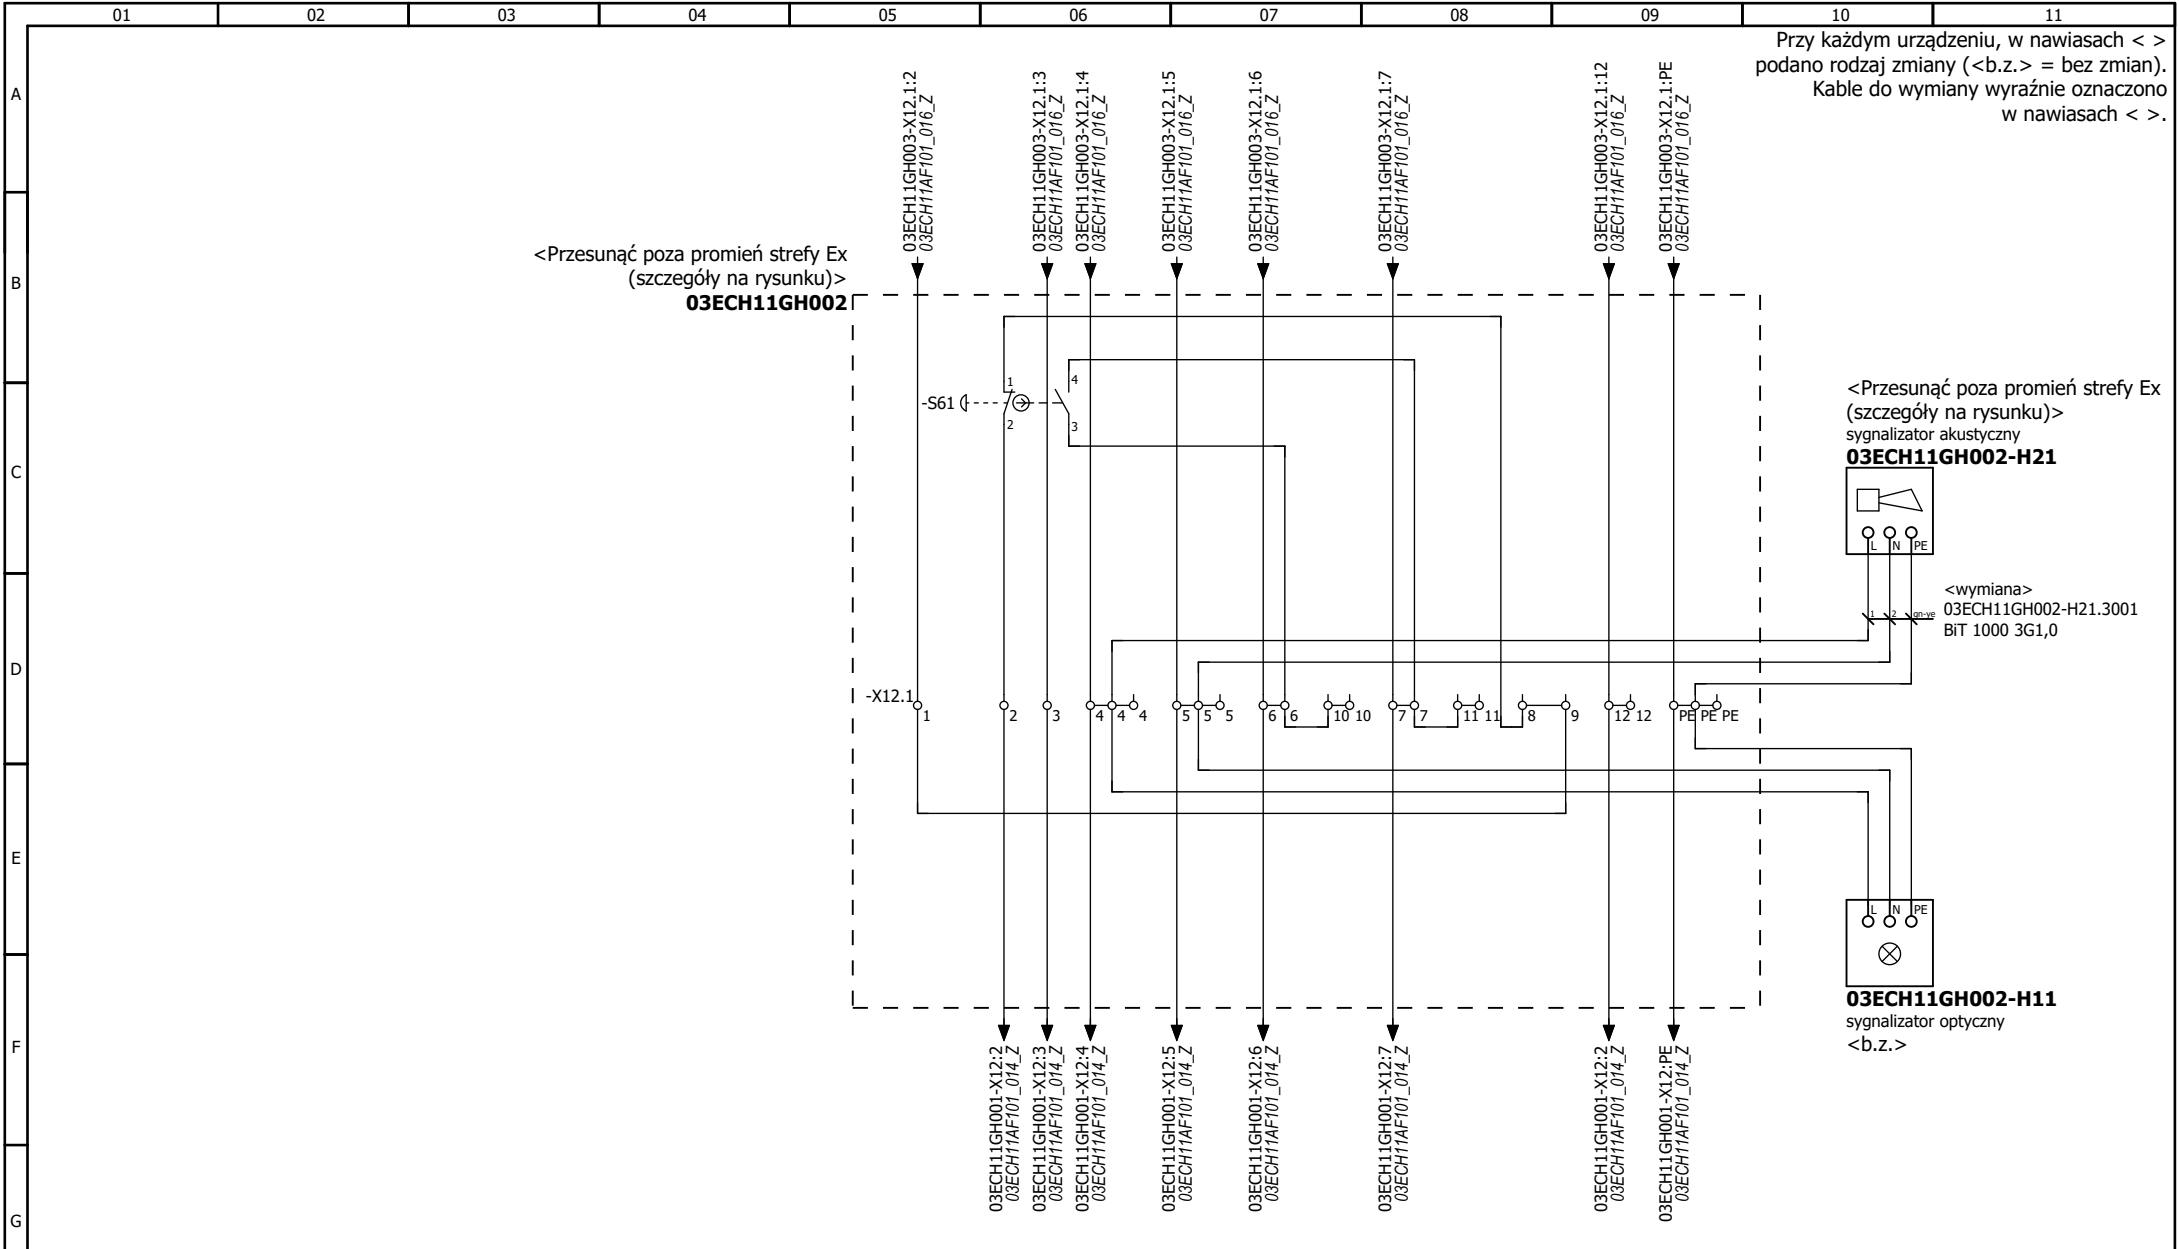 01 02 03 04 05 06 07 08 09 10 11
A
B
C
D
E
F
G
Przy każdym urządzeniu, w nawiasach < >
podano rodzaj zmiany (<b.z.> = bez zmian).
Kable do wymiany wyraźnie oznaczono
w nawiasach < >.
03ECH11GH003-X12.1:2
03ECH11AF101_016_Z
03ECH11GH003-X12.1:3
03ECH11AF101_016_Z
03ECH11GH003-X12.1:4
03ECH11AF101_016_Z
03ECH11GH003-X12.1:5
03ECH11AF101_016_Z
03ECH11GH003-X12.1:6
03ECH11AF101_016_Z
03ECH11GH003-X12.1:7
03ECH11AF101_016_Z
03ECH11GH003-X12.1:12
03ECH11AF101_016_Z
03ECH11GH003-X12.1:PE
03ECH11AF101_016_Z
<Przesunąć poza promień strefy Ex
(szczegóły na rysunku)>
03ECH11GH002
-S61
1
2
4
3
<Przesunąć poza promień strefy Ex
(szczegóły na rysunku)>
sygnalizator akustyczny
03ECH11GH002-H21
L N PE
1 2 gn-ye
<wymiana>
03ECH11GH002-H21.3001
BiT 1000 3G1,0
-X12.1
1 2 3 4 4 4 5 5 5 6 6 10 10 7 7 11 11 8 9 12 12 PE PE PE
L N PE
03ECH11GH002-H11
sygnalizator optyczny
<b.z.>
03ECH11GH001-X12:2
03ECH11AF101_014_Z
03ECH11GH001-X12:3
03ECH11AF101_014_Z
03ECH11GH001-X12:4
03ECH11AF101_014_Z
03ECH11GH001-X12:5
03ECH11AF101_014_Z
03ECH11GH001-X12:6
03ECH11AF101_014_Z
03ECH11GH001-X12:7
03ECH11AF101_014_Z
03ECH11GH001-X12:2
03ECH11AF101_014_Z
03ECH11GH001-X12:PE
03ECH11AF101_014_Z